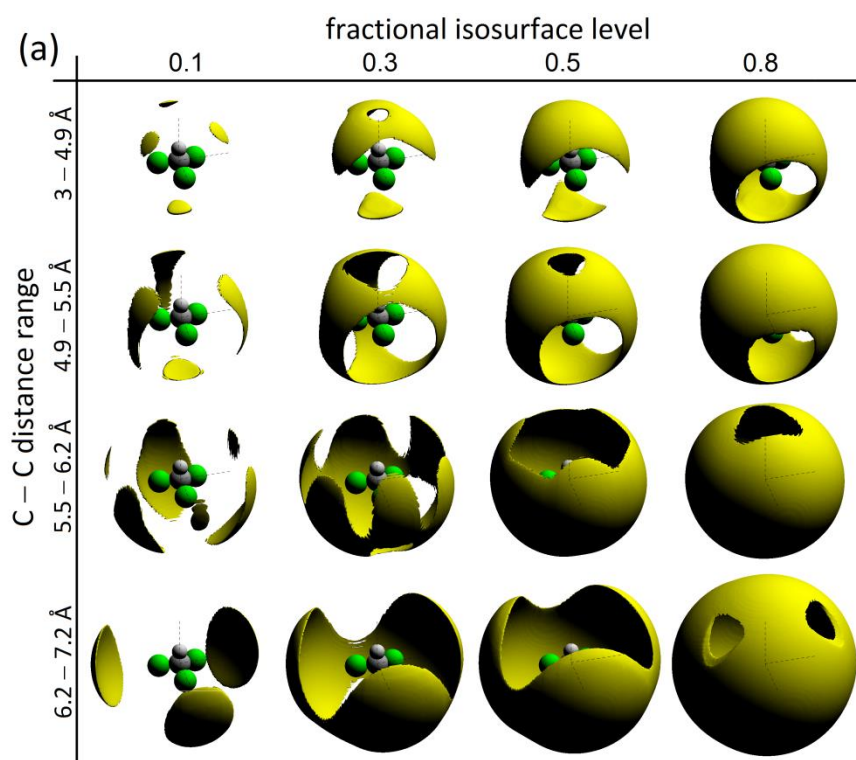 fractional isosurface level
(a)
0.1 0.3 0.5 0.8
C – C distance range
3 – 4.9 Å
4.9 – 5.5 Å
5.5 – 6.2 Å
6.2 – 7.2 Å